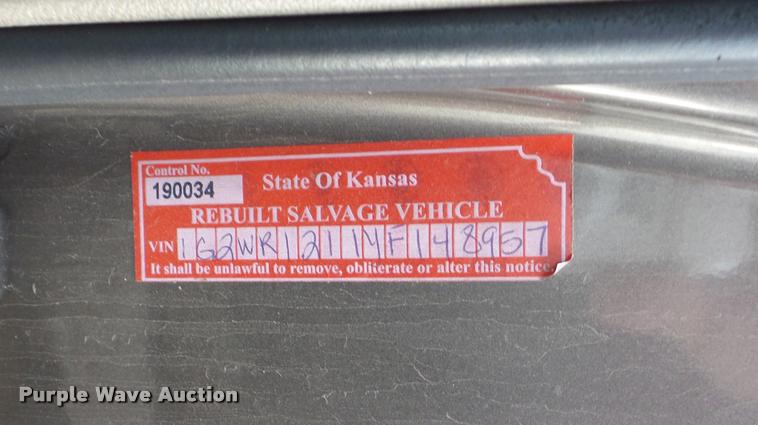 Control No.
190034
State Of Kansas
REBUILT SALVAGE VEHICLE
VIN 1G2WR1211MF148957
It shall be unlawful to remove, obliterate or alter this notice.
Purple Wave Auction®